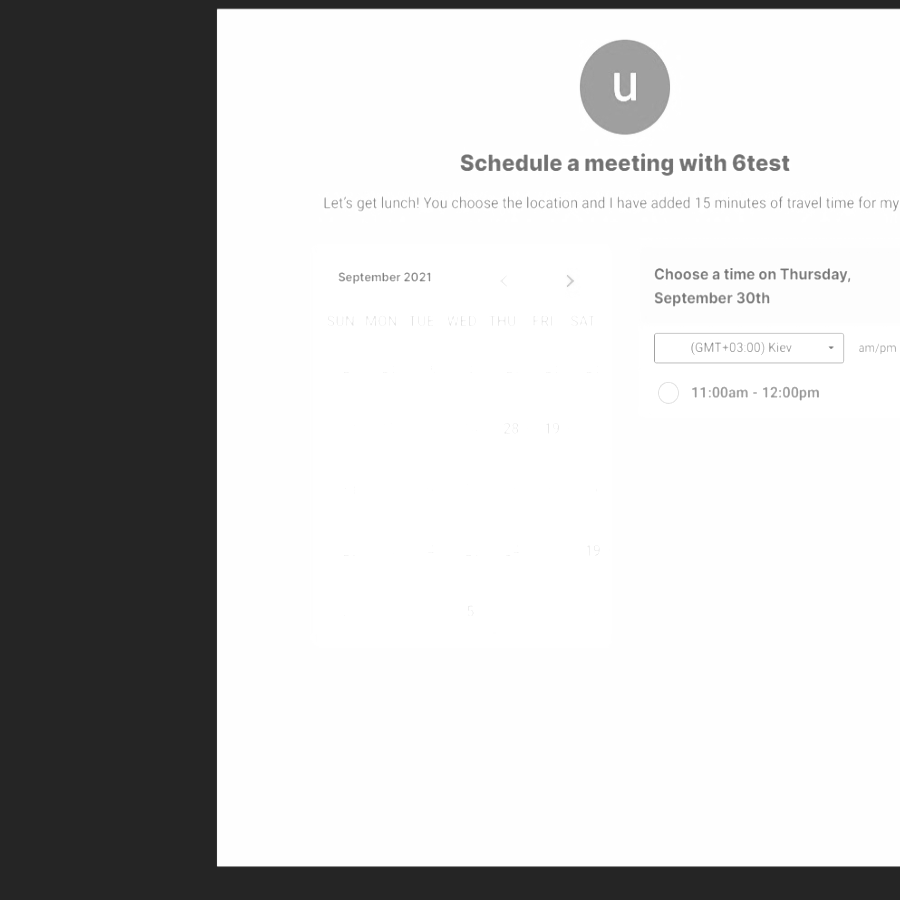 u
Schedule a meeting with 6test
Let's get lunch! You choose the location and I have added 15 minutes of travel time for my
September 2021
SUN MON TUE WED THU FRI SAT
28 19
19
5
Choose a time on Thursday,
September 30th
(GMT+03:00) Kiev am/pm
11:00am - 12:00pm